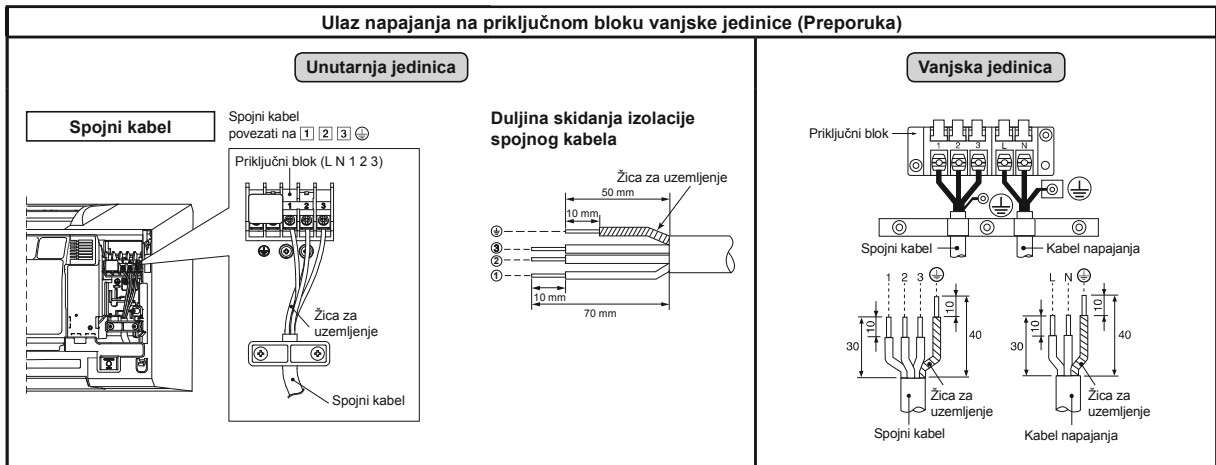 Ulaz napajanja na priključnom bloku vanjske jedinice (Preporuka)
Unutarnja jedinica
Spojni kabel
Spojni kabel
povezati na 1 2 3 ⏚
Priključni blok (L N 1 2 3)
1 2 3
Žica za
uzemljenje
Spojni kabel
Duljina skidanja izolacije
spojnog kabela
Žica za uzemljenje
50 mm
10 mm
⏚
③
②
①
10 mm
70 mm
Vanjska jedinica
Priključni blok
1 2 3 L N
Spojni kabel
Kabel napajanja
1 2 3 ⏚
10
10
30
40
Žica za
uzemljenje
Spojni kabel
L N ⏚
10
10
30
40
Žica za
uzemljenje
Kabel napajanja